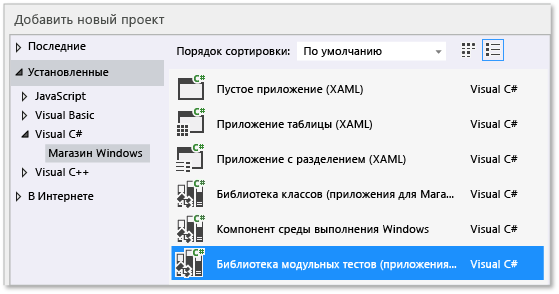 Добавить новый проект
Последние
Установленные
JavaScript
Visual Basic
Visual C#
Магазин Windows
Visual C++
В Интернете
Порядок сортировки: По умолчанию
C# Пустое приложение (XAML) Visual C#
C# Приложение таблицы (XAML) Visual C#
C# Приложение с разделением (XAML) Visual C#
C# Библиотека классов (приложения для Мага... Visual C#
C# Компонент среды выполнения Windows Visual C#
C# Библиотека модульных тестов (приложения... Visual C#